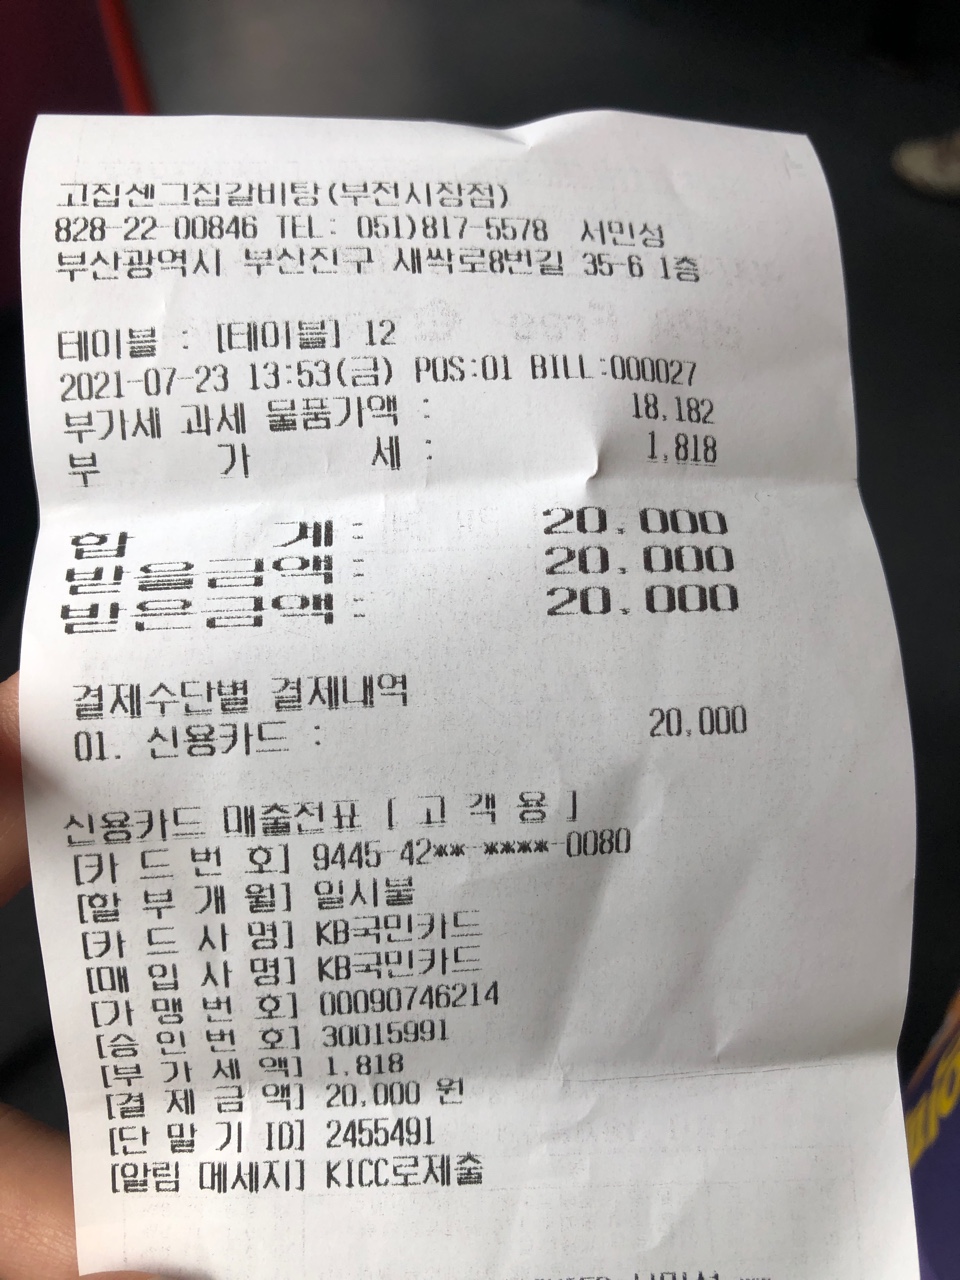 고집센그집갈비탕(부전시장점)
828-22-00846 TEL: 051)817-5578 서민성
부산광역시 부산진구 새싹로8번길 35-6 1층
테이블 : [테이블] 12
2021-07-23 13:53(금) POS:01 BILL:000027
부가세 과세 물품가액 : 18,182
부 가 세 : 1,818
합 계 : 20,000
받을금액 : 20,000
받은금액 : 20,000
결제수단별 결제내역
01. 신용카드 : 20,000
신용카드 매출전표 [ 고 객 용 ]
[카 드 번 호] 9445-42**-****-0080
[할 부 개 월] 일시불
[카 드 사 명] KB국민카드
[매 입 사 명] KB국민카드
[가 맹 번 호] 00090746214
[승 인 번 호] 30015991
[부 가 세 액] 1,818
[결 제 금 액] 20,000 원
[단 말 기 ID] 2455491
[알림 메세지] KICC로제출